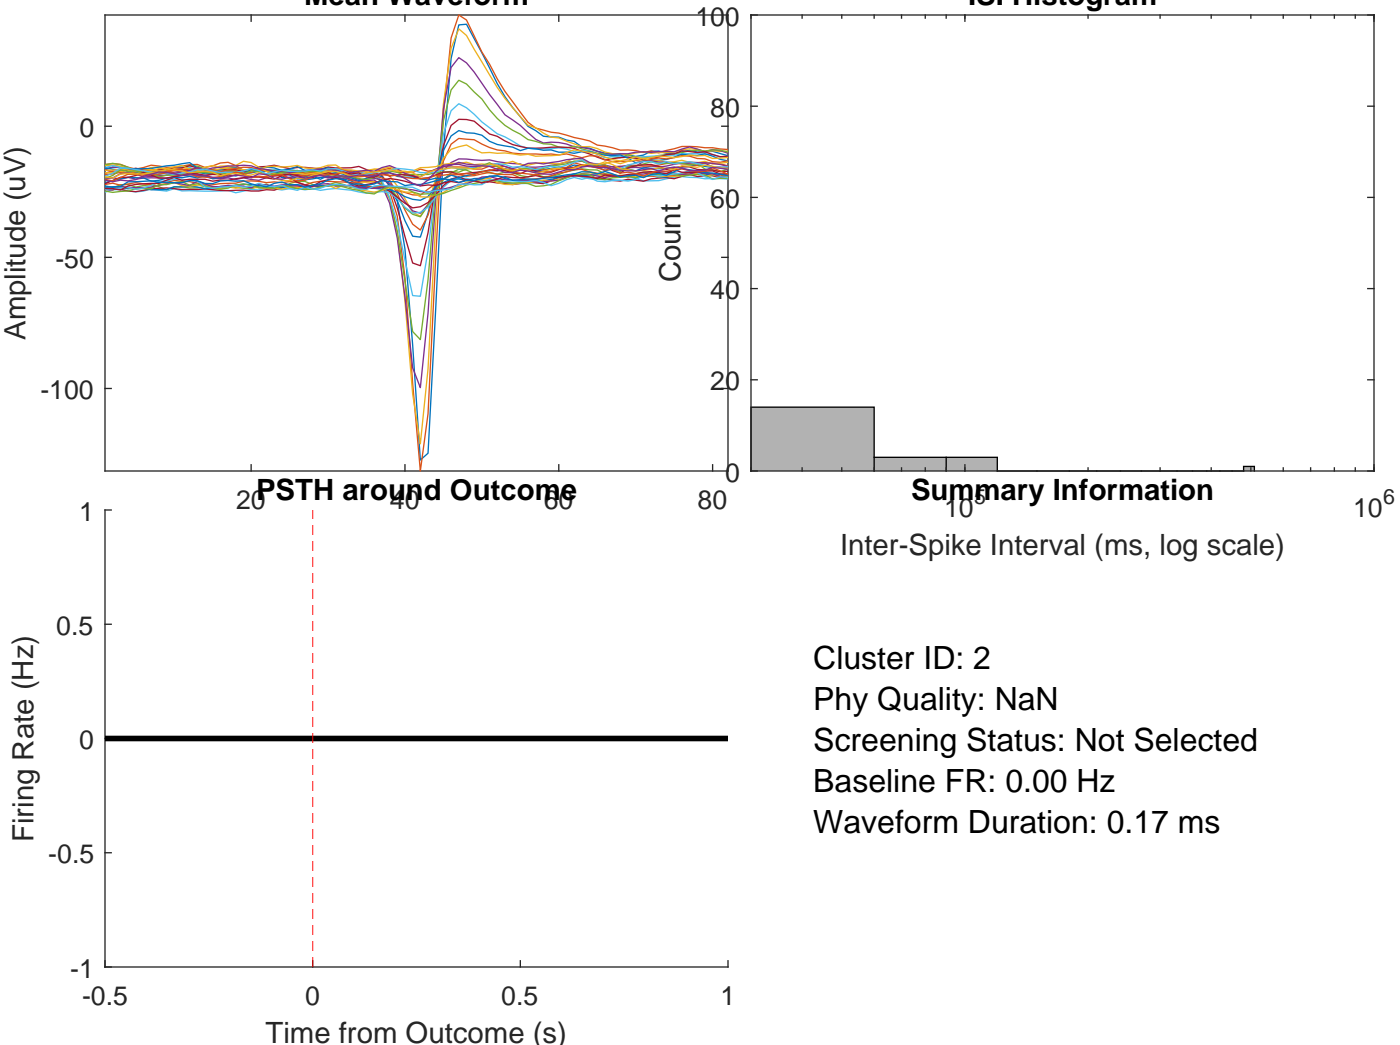 Mean Waveform
ISI Histogram
0
-50
-100
Amplitude (uV)
20
40
60
80
100
80
60
40
20
0
Count
10^5
10^6
Inter-Spike Interval (ms, log scale)
PSTH around Outcome
1
0.5
0
-0.5
-1
Firing Rate (Hz)
-0.5
0
0.5
1
Time from Outcome (s)
Summary Information
Cluster ID: 2
Phy Quality: NaN
Screening Status: Not Selected
Baseline FR: 0.00 Hz
Waveform Duration: 0.17 ms